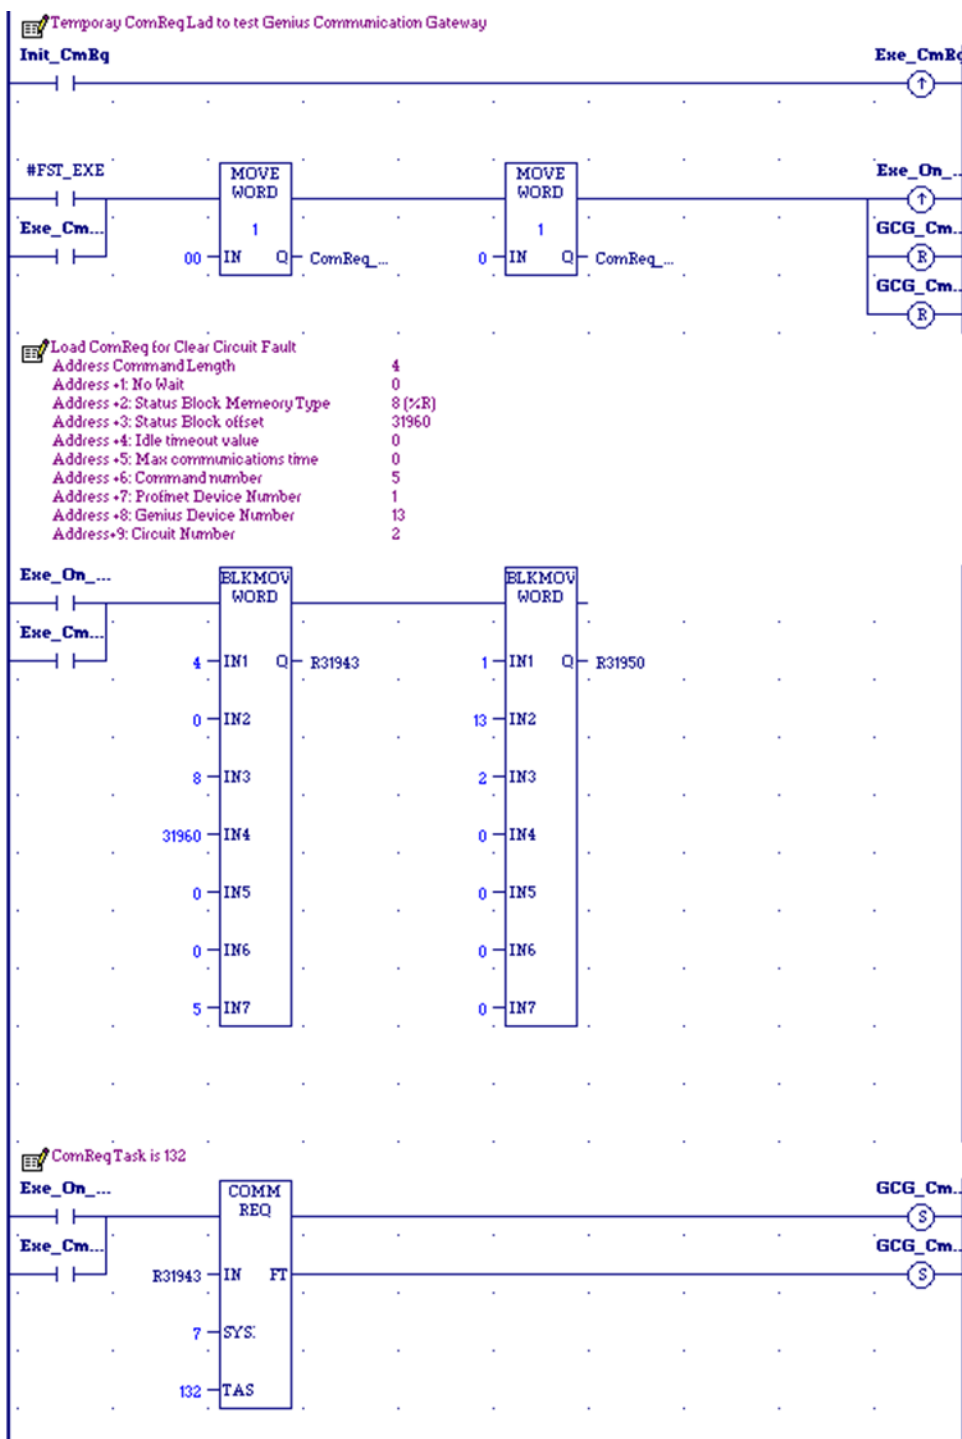 Temporay ComReq Lad to test Genius Communication Gateway
Init_CmRq Exe_CmRq
#FST_EXE MOVE WORD MOVE WORD Exe_On_...
Exe_Cm... 1 1 GCG_Cm...
00 IN Q ComReq_... 0 IN Q ComReq_...
GCG_Cm...
R
R
Load ComReq for Clear Circuit Fault
Address Command Length 4
Address +1: No Wait 0
Address +2: Status Block Memeory Type 8 (%R)
Address +3: Status Block offset 31960
Address +4: Idle timeout value 0
Address +5: Max communications time 0
Address +6: Command number 5
Address +7: Profinet Device Number 1
Address +8: Genius Device Number 13
Address+9: Circuit Number 2
Exe_On_... BLKMOV WORD BLKMOV WORD
Exe_Cm...
4 IN1 Q R31943 1 IN1 Q R31950
0 IN2 13 IN2
8 IN3 2 IN3
31960 IN4 0 IN4
0 IN5 0 IN5
0 IN6 0 IN6
5 IN7 0 IN7
ComReq Task is 132
Exe_On_... COMM REQ GCG_Cm...
S
Exe_Cm... GCG_Cm...
R31943 IN FT S
7 SYS:
132 TAS